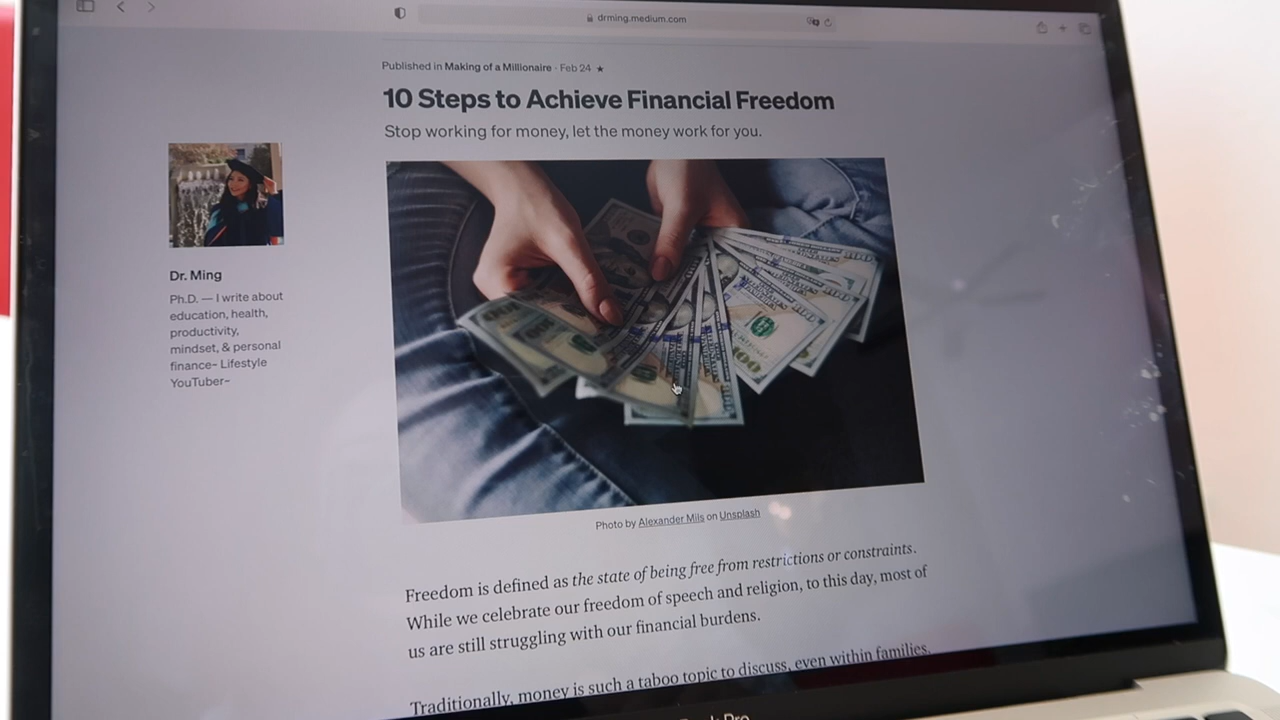 drming.medium.com
Published in Making of a Millionaire · Feb 24 ★
10 Steps to Achieve Financial Freedom
Stop working for money, let the money work for you.
Dr. Ming
Ph.D. — I write about
education, health,
productivity,
mindset, & personal
finance~ Lifestyle
YouTuber~
Photo by Alexander Mils on Unsplash
Freedom is defined as the state of being free from restrictions or constraints.
While we celebrate our freedom of speech and religion, to this day, most of
us are still struggling with our financial burdens.
Traditionally, money is such a taboo topic to discuss, even within families.
Pro